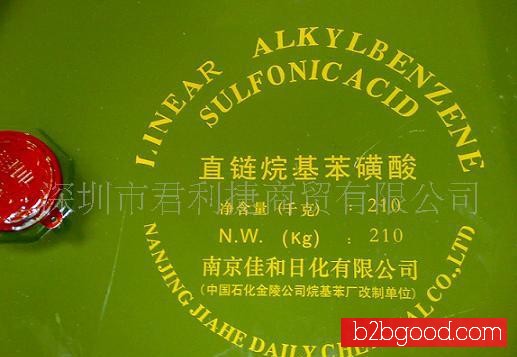 LINEAR ALKYLBENZENE
SULFONIC ACID
直链烷基苯磺酸
深圳市君利捷商贸有限公司
净含量(千克) : 210
N.W. (Kg) : 210
南京佳和日化有限公司
(中国石化金陵公司烷基苯厂改制单位)
NANJING JIAHE DAILY CHEMICAL CO., LTD
b2bgood.com